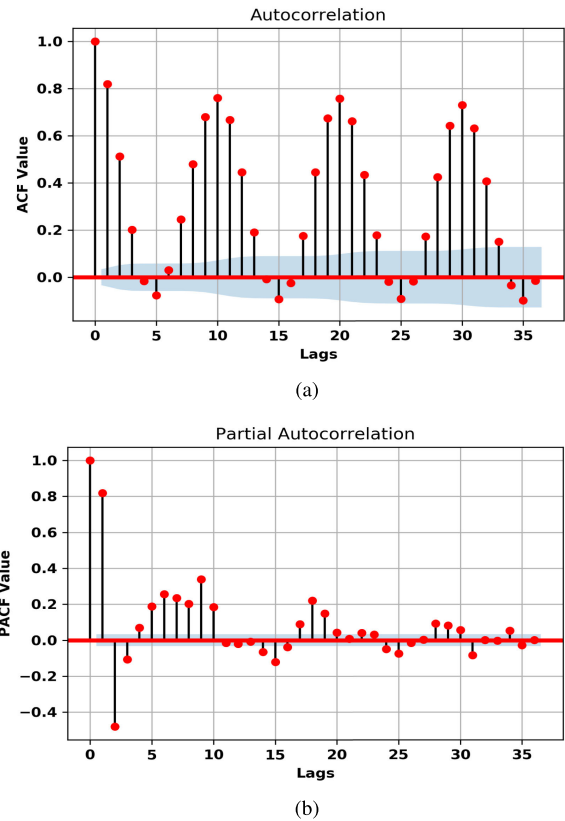 Autocorrelation
1.0
0.8
0.6
0.4
0.2
0.0
ACF Value
0 5 10 15 20 25 30 35
Lags
(a)
Partial Autocorrelation
1.0
0.8
0.6
0.4
0.2
0.0
−0.2
−0.4
PACF Value
0 5 10 15 20 25 30 35
Lags
(b)